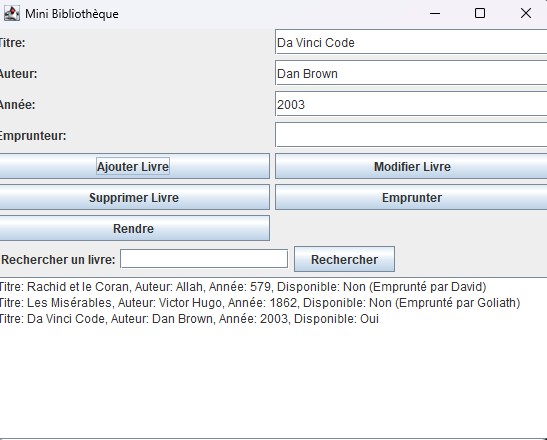 Mini Bibliothèque
Titre: Da Vinci Code
Auteur: Dan Brown
Année: 2003
Emprunteur:
Ajouter Livre Modifier Livre
Supprimer Livre Emprunter
Rendre
Rechercher un livre: Rechercher
Titre: Rachid et le Coran, Auteur: Allah, Année: 579, Disponible: Non (Emprunté par David)
Titre: Les Misérables, Auteur: Victor Hugo, Année: 1862, Disponible: Non (Emprunté par Goliath)
Titre: Da Vinci Code, Auteur: Dan Brown, Année: 2003, Disponible: Oui